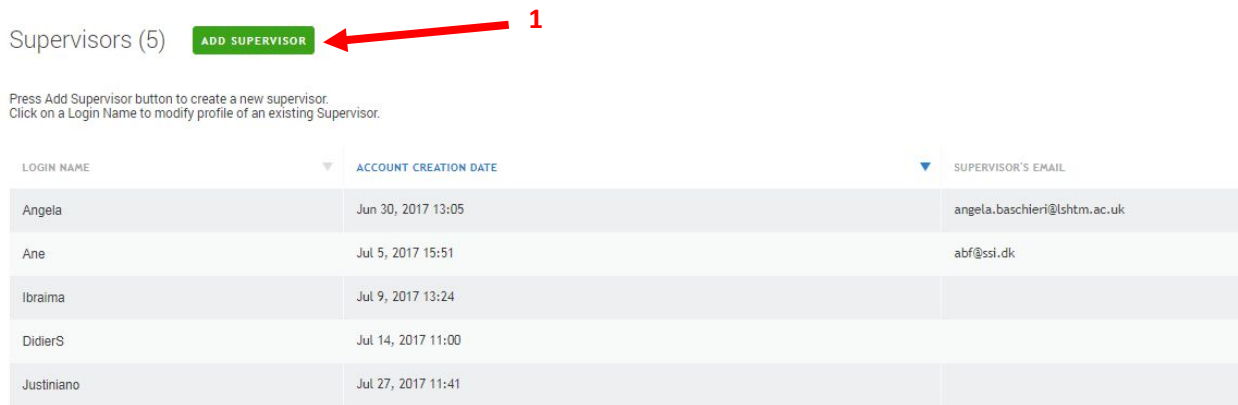 1
Supervisors (5) ADD SUPERVISOR
Press Add Supervisor button to create a new supervisor.
Click on a Login Name to modify profile of an existing Supervisor.
LOGIN NAME ACCOUNT CREATION DATE SUPERVISOR'S EMAIL
Angela Jun 30, 2017 13:05 angela.baschieri@lshtm.ac.uk
Ane Jul 5, 2017 15:51 abf@ssi.dk
Ibraima Jul 9, 2017 13:24
DidierS Jul 14, 2017 11:00
Justiniano Jul 27, 2017 11:41